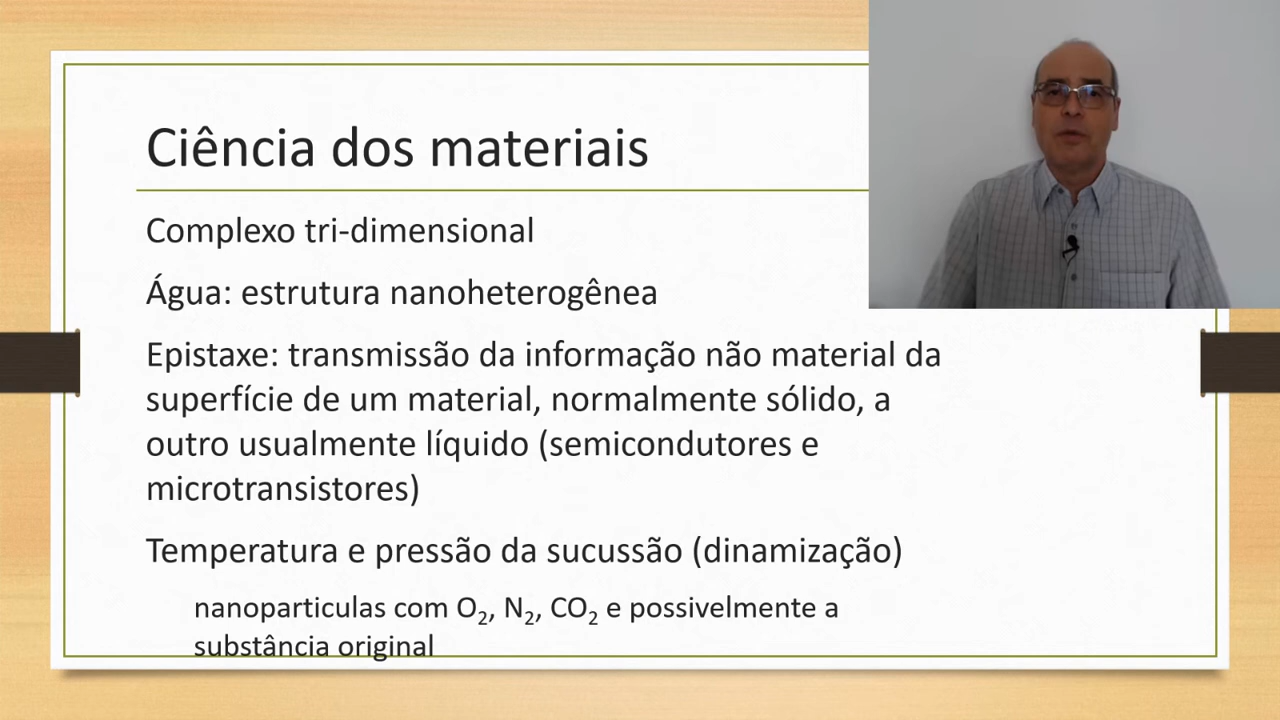 Ciência dos materiais
Complexo tri-dimensional
Água: estrutura nanoheterogênea
Epistaxe: transmissão da informação não material da
superfície de um material, normalmente sólido, a
outro usualmente líquido (semicondutores e
microtransistores)
Temperatura e pressão da sucussão (dinamização)
nanoparticulas com O₂, N₂, CO₂ e possivelmente a
substância original